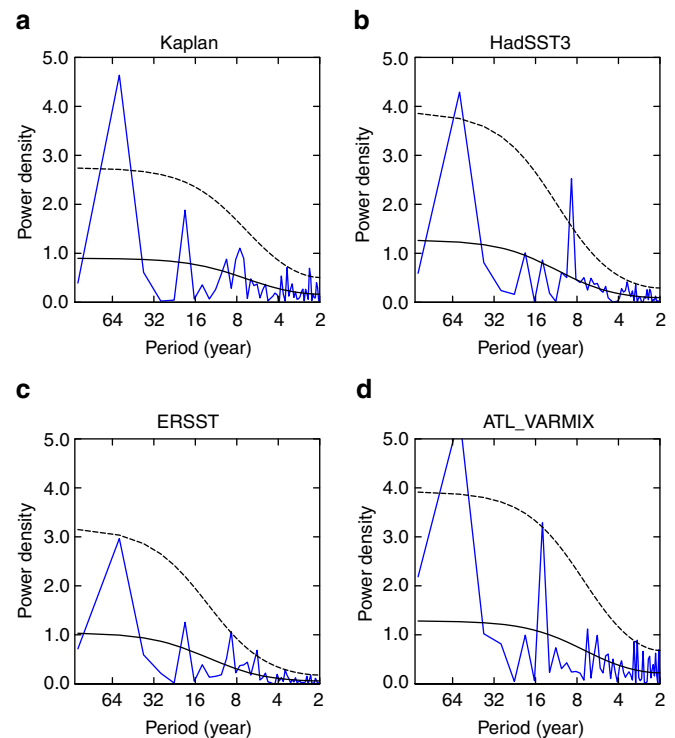 a
Kaplan
5.0
4.0
3.0
2.0
1.0
0.0
Power density
64 32 16 8 4 2
Period (year)
b
HadSST3
5.0
4.0
3.0
2.0
1.0
0.0
Power density
64 32 16 8 4 2
Period (year)
c
ERSST
5.0
4.0
3.0
2.0
1.0
0.0
Power density
64 32 16 8 4 2
Period (year)
d
ATL_VARMIX
5.0
4.0
3.0
2.0
1.0
0.0
Power density
64 32 16 8 4 2
Period (year)